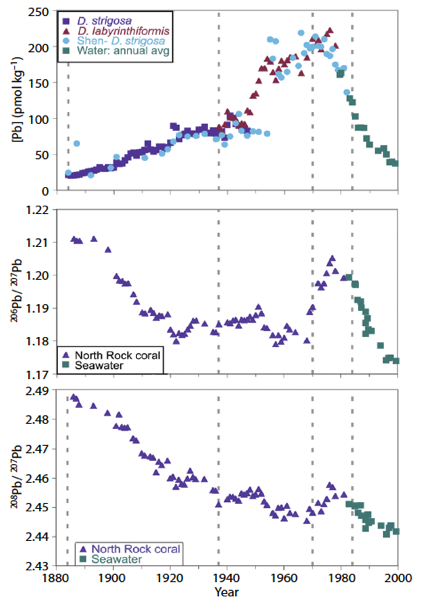 D. strigosa
D. labyrinthiformis
Shen- D. strigosa
Water: annual avg
[Pb] (pmol kg⁻¹)
250
200
150
100
50
0
1.22
1.21
1.20
1.19
1.18
1.17
²⁰⁶Pb/ ²⁰⁷Pb
North Rock coral
Seawater
2.49
2.48
2.47
2.46
2.45
2.44
2.43
²⁰⁸Pb/ ²⁰⁷Pb
North Rock coral
Seawater
1880 1900 1920 1940 1960 1980 2000
Year